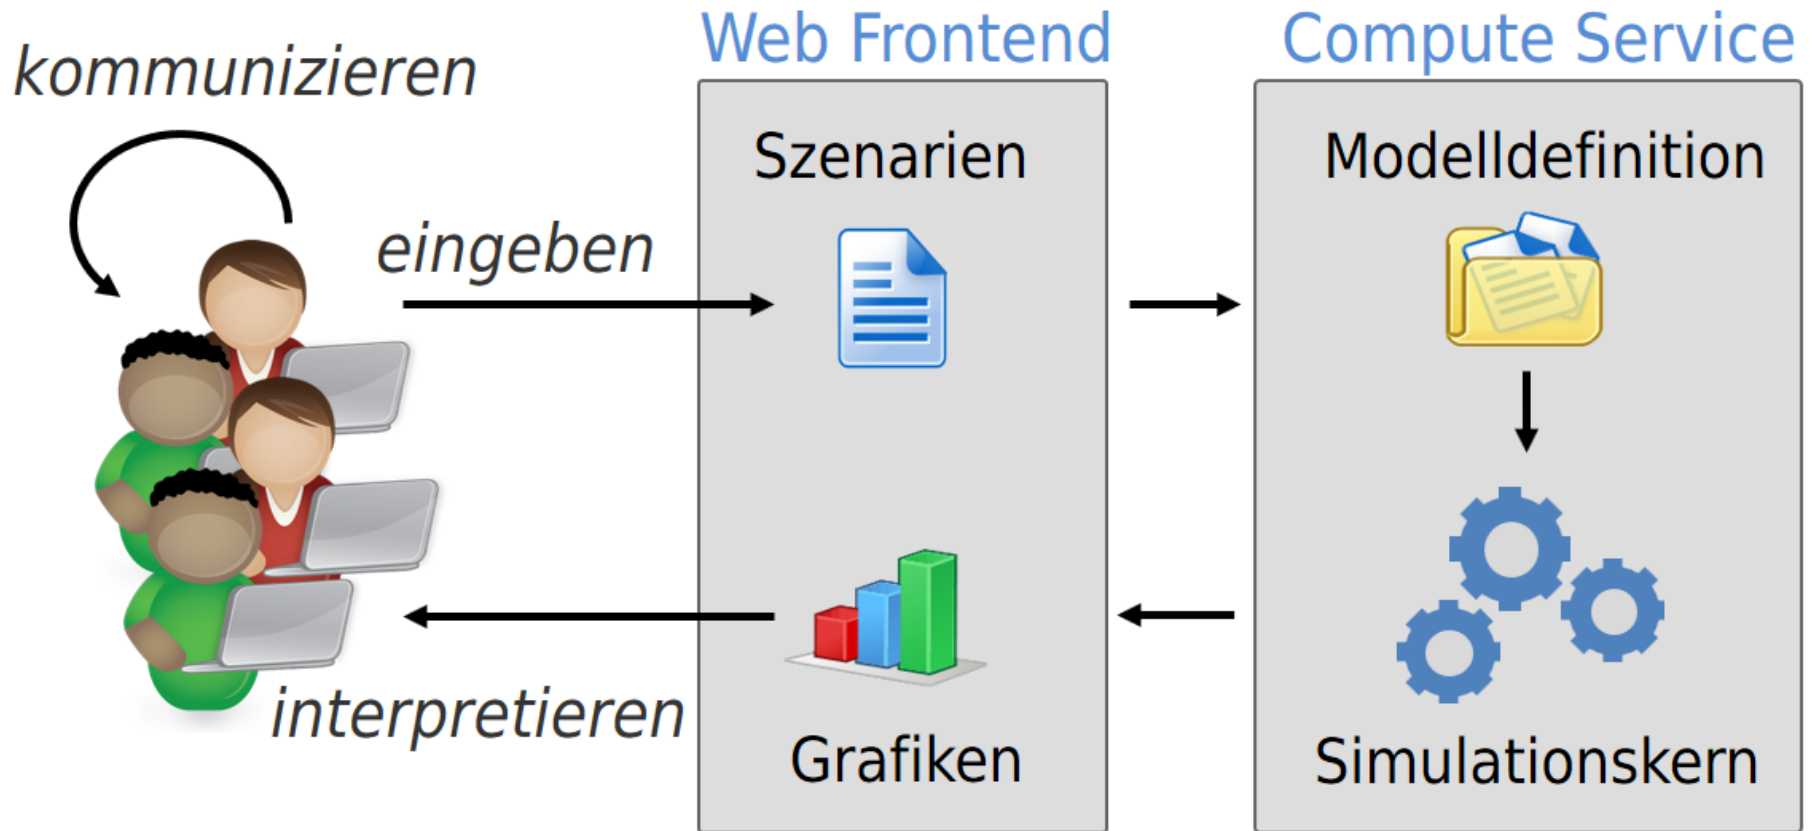 Web Frontend
Compute Service
kommunizieren
Szenarien
Modelldefinition
eingeben
interpretieren
Grafiken
Simulationskern